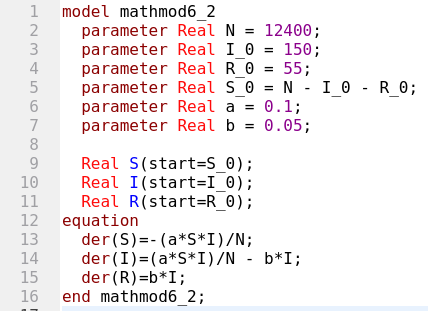 1 model mathmod6_2
2 parameter Real N = 12400;
3 parameter Real I_0 = 150;
4 parameter Real R_0 = 55;
5 parameter Real S_0 = N - I_0 - R_0;
6 parameter Real a = 0.1;
7 parameter Real b = 0.05;
8
9 Real S(start=S_0);
10 Real I(start=I_0);
11 Real R(start=R_0);
12 equation
13 der(S)=-(a*S*I)/N;
14 der(I)=(a*S*I)/N - b*I;
15 der(R)=b*I;
16 end mathmod6_2;
17